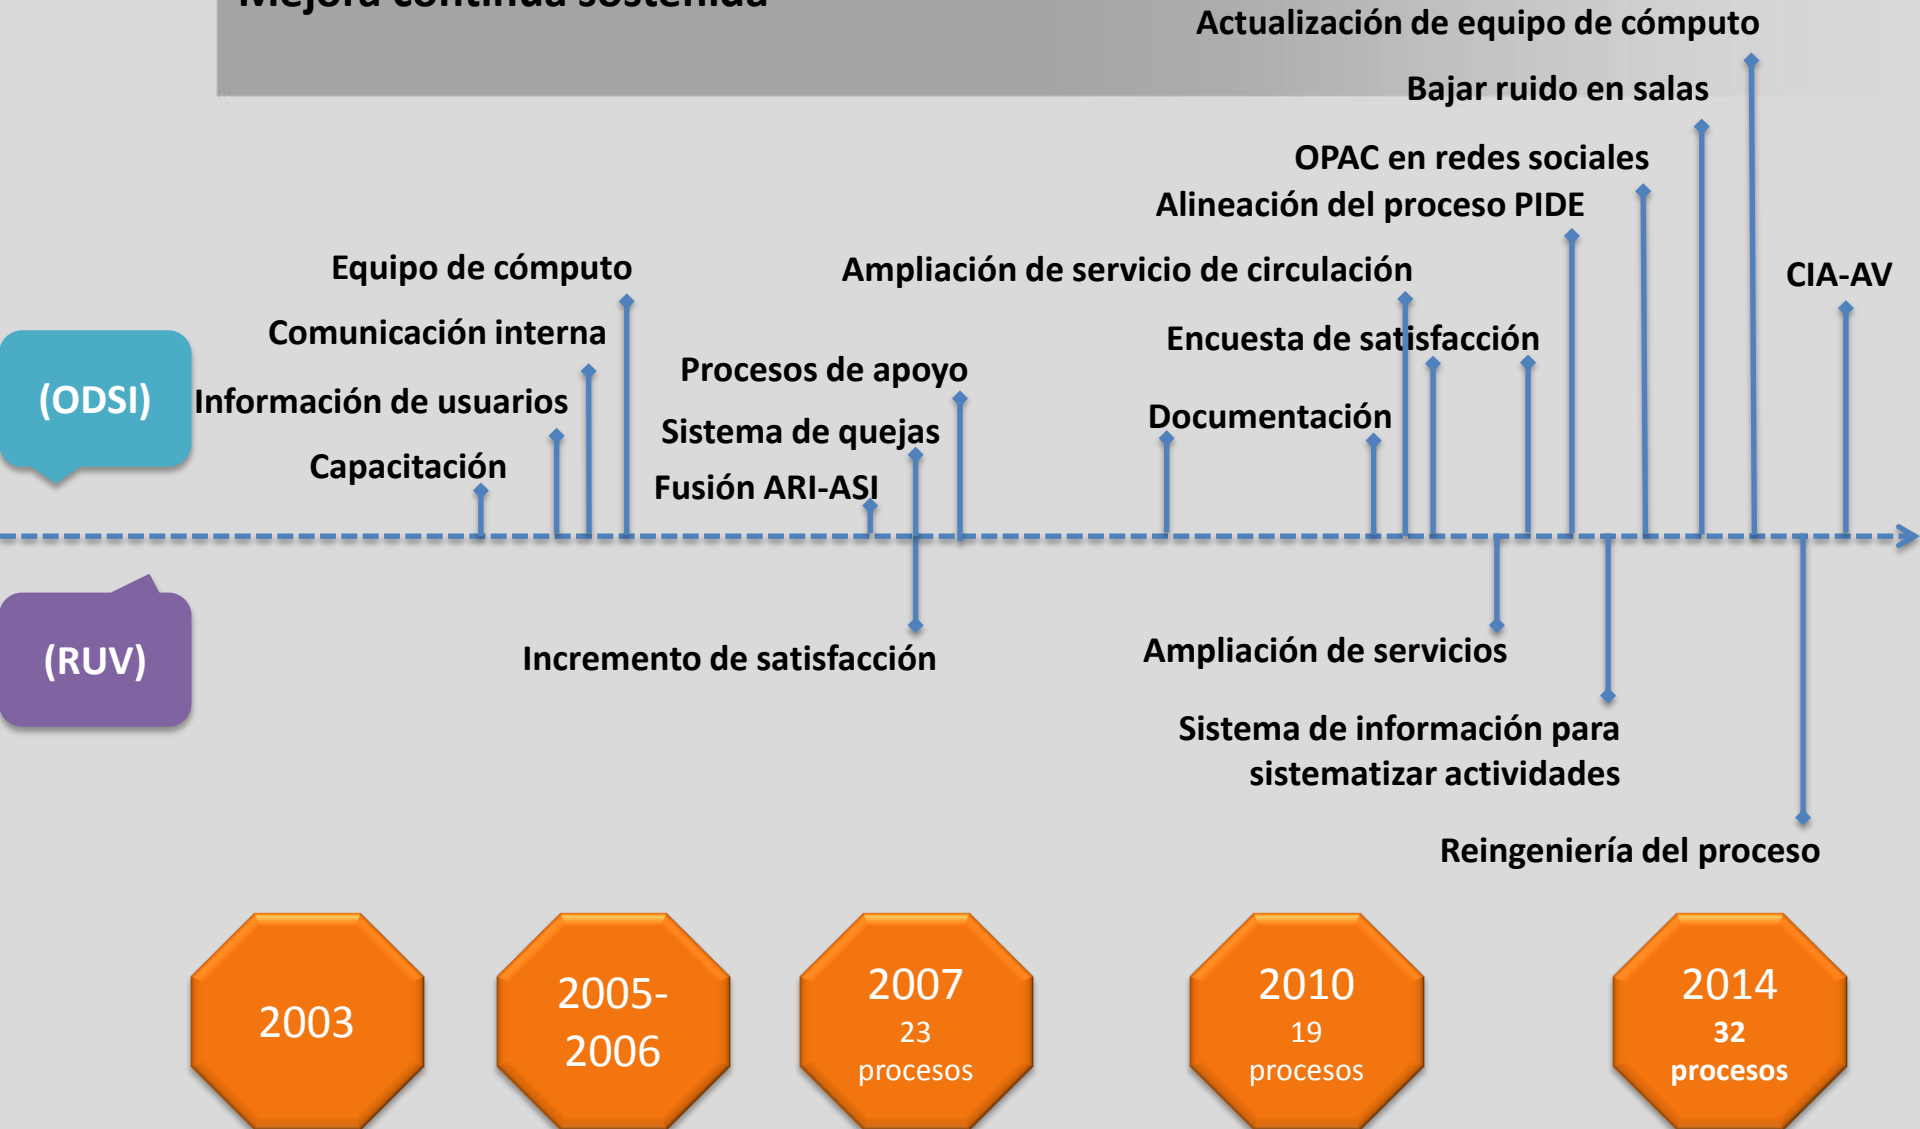 Mejora continua sostenida
Actualización de equipo de cómputo
Bajar ruido en salas
OPAC en redes sociales
Alineación del proceso PIDE
Equipo de cómputo
Ampliación de servicio de circulación
CIA-AV
Comunicación interna
Encuesta de satisfacción
Procesos de apoyo
(ODSI)
Información de usuarios
Documentación
Sistema de quejas
Capacitación
Fusión ARI-ASI
(RUV)
Incremento de satisfacción
Ampliación de servicios
Sistema de información para
sistematizar actividades
Reingeniería del proceso
2003
2005-
2006
2007
23
procesos
2010
19
procesos
2014
32
procesos